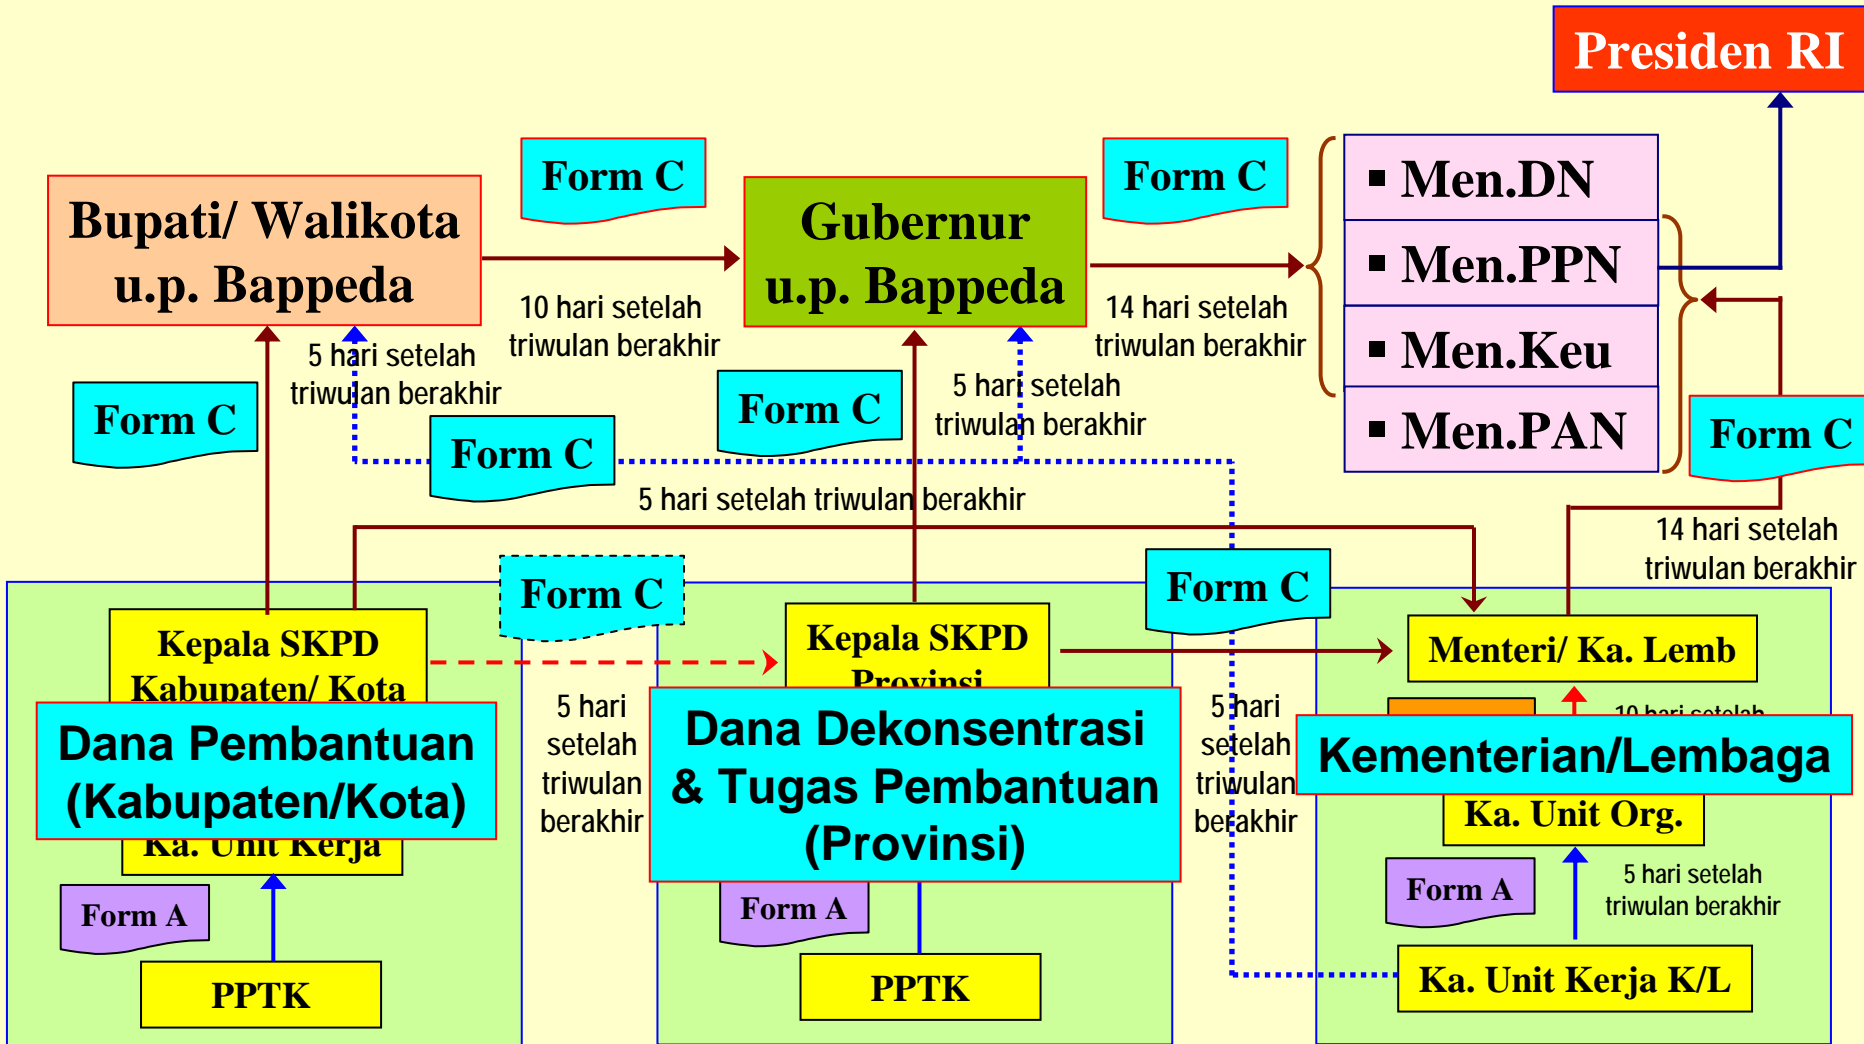 Presiden RI
Form C
Form C
▪ Men.DN
▪ Men.PPN
▪ Men.Keu
▪ Men.PAN
Bupati/ Walikota
u.p. Bappeda
Gubernur
u.p. Bappeda
10 hari setelah
triwulan berakhir
14 hari setelah
triwulan berakhir
5 hari setelah
triwulan berakhir
5 hari setelah
triwulan berakhir
Form C
Form C
Form C
Form C
5 hari setelah triwulan berakhir
14 hari setelah
triwulan berakhir
Form C
Form C
Kepala SKPD
Kabupaten/ Kota
Kepala SKPD
Provinsi
Menteri/ Ka. Lemb
5 hari
setelah
triwulan
berakhir
5 hari
setelah
triwulan
berakhir
10 hari setelah
Dana Pembantuan
(Kabupaten/Kota)
Dana Dekonsentrasi
& Tugas Pembantuan
(Provinsi)
Kementerian/Lembaga
Ka. Unit Kerja
Ka. Unit Org.
Form A
Form A
Form A
5 hari setelah
triwulan berakhir
PPTK
PPTK
Ka. Unit Kerja K/L